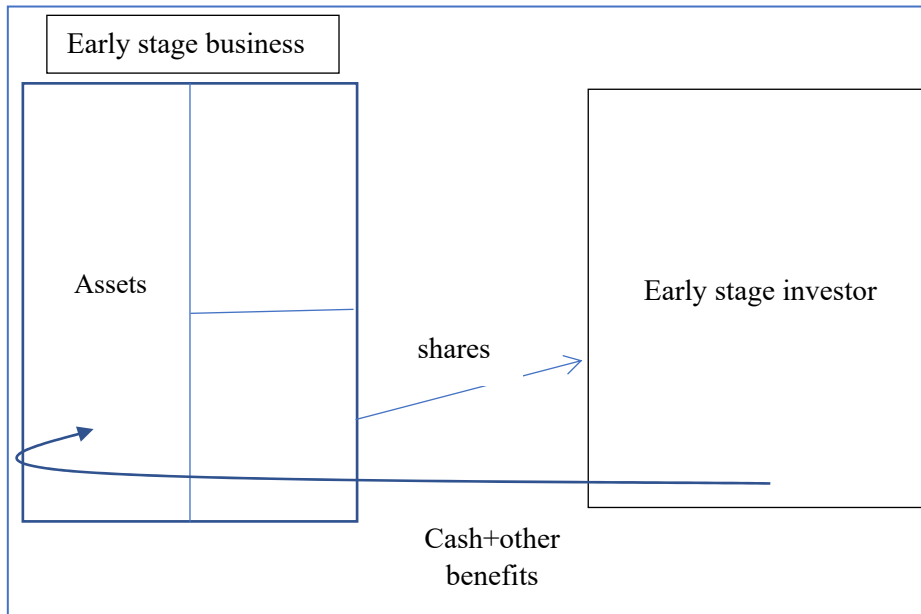 Early stage business
Assets
Early stage investor
shares
Cash+other
benefits